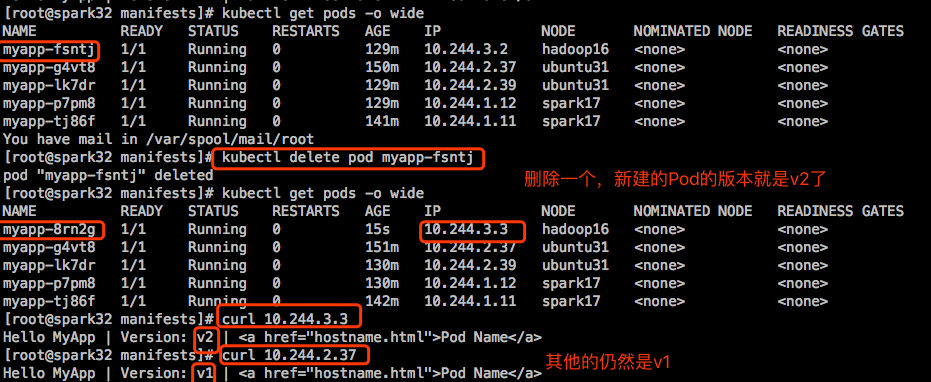 [root@spark32 manifests]# kubectl get pods -o wide
NAME READY STATUS RESTARTS AGE IP NODE NOMINATED NODE READINESS GATES
myapp-fsntj 1/1 Running 0 129m 10.244.3.2 hadoop16 <none> <none>
myapp-g4vt8 1/1 Running 0 150m 10.244.2.37 ubuntu31 <none> <none>
myapp-lk7dr 1/1 Running 0 129m 10.244.2.39 ubuntu31 <none> <none>
myapp-p7pm8 1/1 Running 0 129m 10.244.1.12 spark17 <none> <none>
myapp-tj86f 1/1 Running 0 141m 10.244.1.11 spark17 <none> <none>
You have mail in /var/spool/mail/root
[root@spark32 manifests]# kubectl delete pod myapp-fsntj
pod "myapp-fsntj" deleted 删除一个，新建的Pod的版本就是v2了
[root@spark32 manifests]# kubectl get pods -o wide
NAME READY STATUS RESTARTS AGE IP NODE NOMINATED NODE READINESS GATES
myapp-8rn2g 1/1 Running 0 15s 10.244.3.3 hadoop16 <none> <none>
myapp-g4vt8 1/1 Running 0 151m 10.244.2.37 ubuntu31 <none> <none>
myapp-lk7dr 1/1 Running 0 130m 10.244.2.39 ubuntu31 <none> <none>
myapp-p7pm8 1/1 Running 0 130m 10.244.1.12 spark17 <none> <none>
myapp-tj86f 1/1 Running 0 142m 10.244.1.11 spark17 <none> <none>
[root@spark32 manifests]# curl 10.244.3.3
Hello MyApp | Version: v2 | <a href="hostname.html">Pod Name</a>
[root@spark32 manifests]# curl 10.244.2.37 其他的仍然是v1
Hello MyApp | Version: v1 | <a href="hostname.html">Pod Name</a>